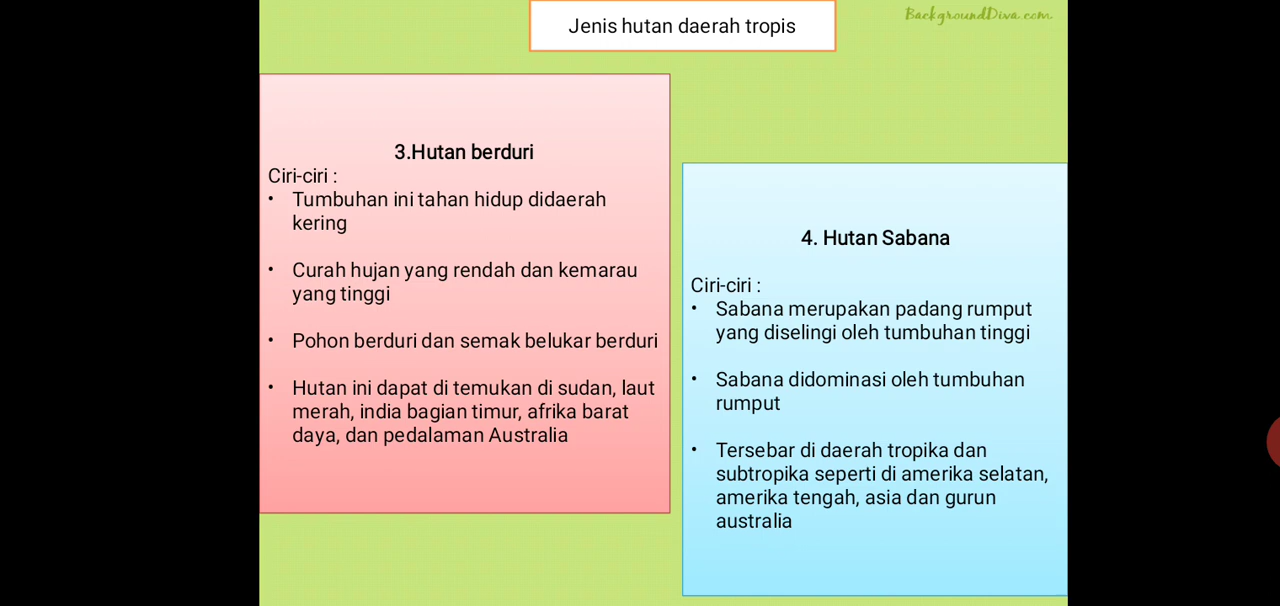 Jenis hutan daerah tropis
BackgroundDiva.com
3.Hutan berduri
Ciri-ciri :
• Tumbuhan ini tahan hidup didaerah
kering
• Curah hujan yang rendah dan kemarau
yang tinggi
• Pohon berduri dan semak belukar berduri
• Hutan ini dapat di temukan di sudan, laut
merah, india bagian timur, afrika barat
daya, dan pedalaman Australia
4. Hutan Sabana
Ciri-ciri :
• Sabana merupakan padang rumput
yang diselingi oleh tumbuhan tinggi
• Sabana didominasi oleh tumbuhan
rumput
• Tersebar di daerah tropika dan
subtropika seperti di amerika selatan,
amerika tengah, asia dan gurun
australia